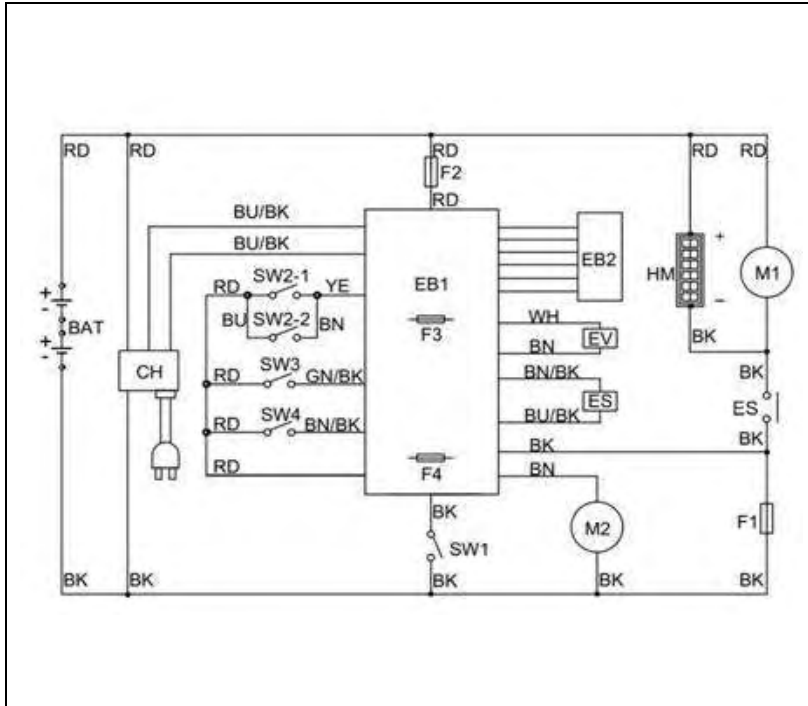 RD RD RD RD RD
F2
RD
BU/BK
BU/BK
EB2
EB1
HM + M1
RD SW2-1 YE
BU SW2-2 BN
F3
WH
EV
BN
-
+
-
BAT
+
-
CH
BK
BK
RD SW3 GN/BK
BN/BK
ES
ES
BU/BK
BK
RD SW4 BN/BK
RD
F4
BK
BN
BK
SW1
M2
F1
BK BK BK BK BK